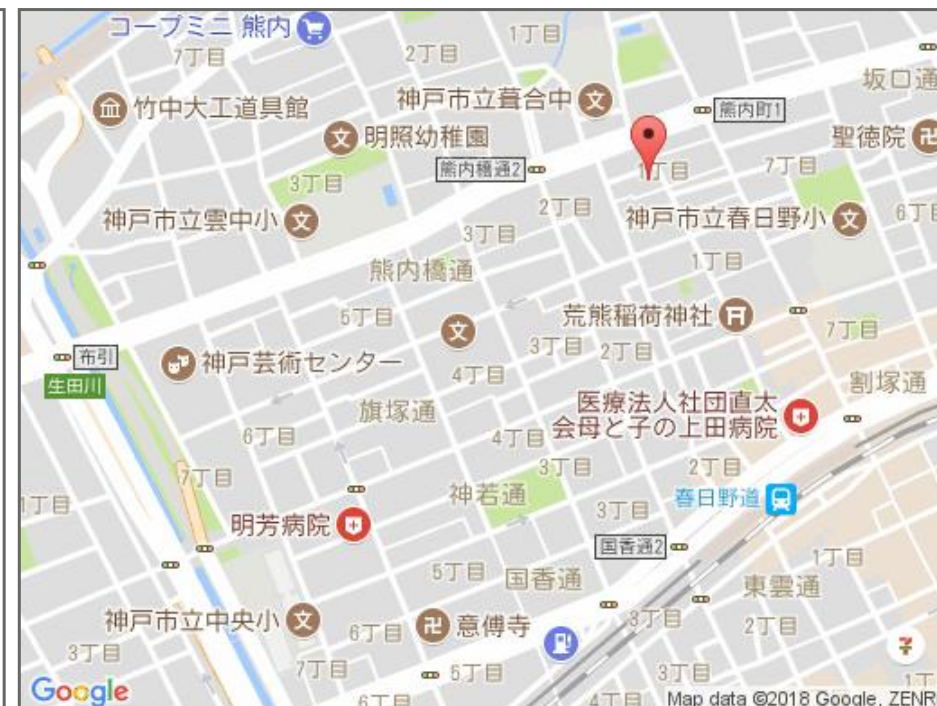 コープミニ 熊内
1丁目
7丁目
2丁目
坂口通
竹中大工道具館
神戸市立葺合中
熊内町1
明照幼稚園
聖徳院
熊内橋通2
1丁目
7丁目
3丁目
神戸市立雲中小
2丁目
神戸市立春日野小
6丁目
3丁目
熊内橋通
1丁目
5丁目
荒熊稲荷神社
7丁目
布引
神戸芸術センター
3丁目
2丁目
生田川
4丁目
割塚通
旗塚通
医療法人社団直太
会母と子の上田病院
6丁目
4丁目
3丁目
2丁目
7丁目
神若通
春日野道
1丁目
3丁目
明芳病院
国香通2
5丁目
国香通
1丁目
東雲通
神戸市立中央小
6丁目
意傅寺
3丁目
2丁目
3丁目
7丁目
5丁目
3丁目
1丁
Google
6丁目
4丁目
Map data ©2018 Google, ZENR